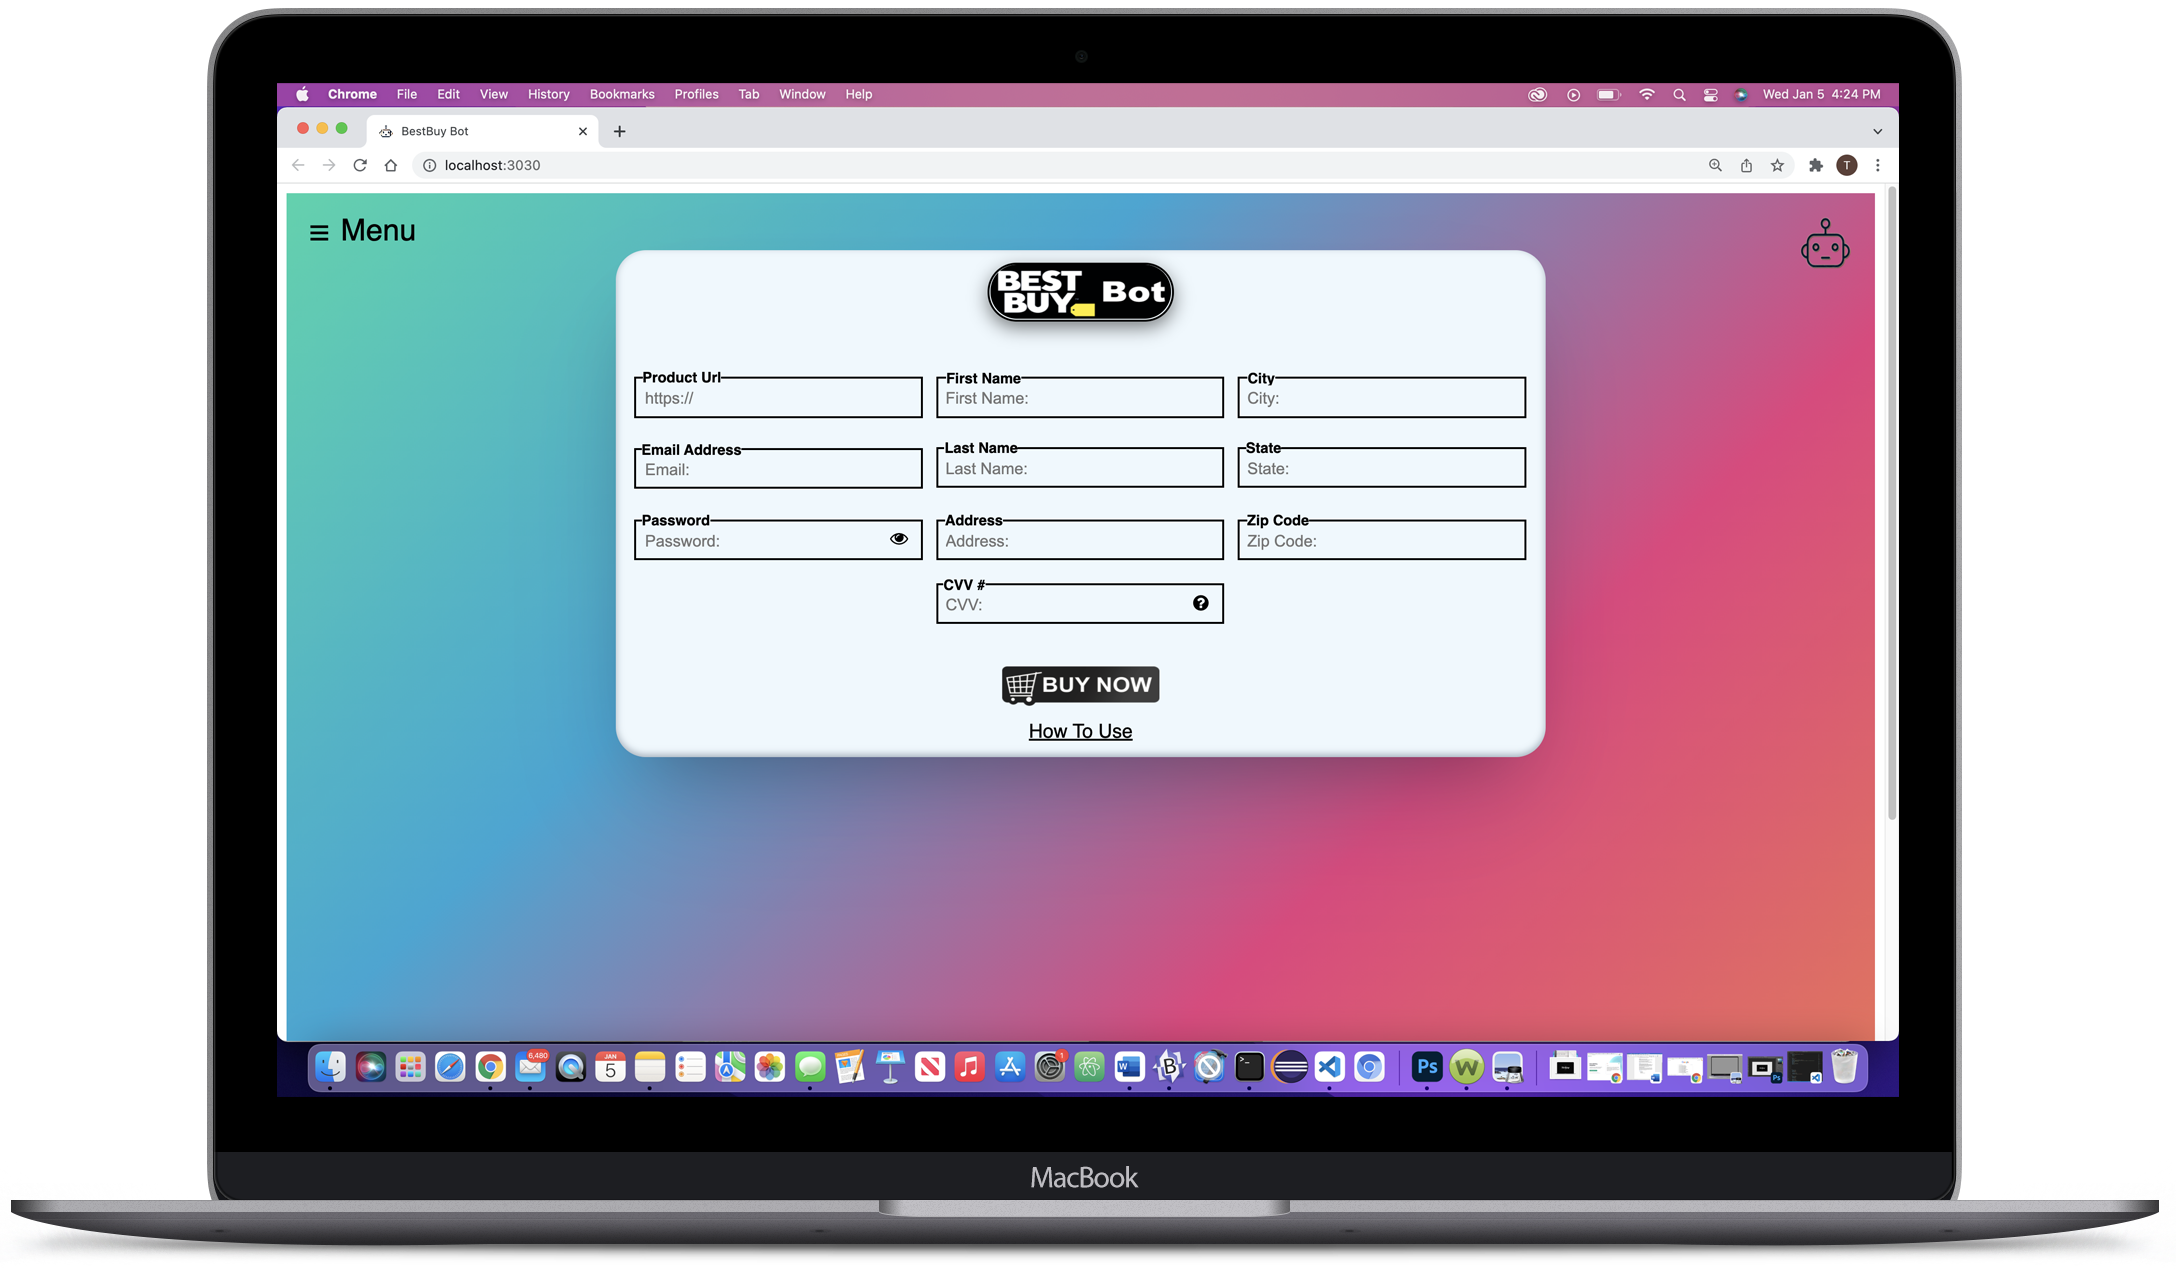 Chrome File Edit View History Bookmarks Profiles Tab Window Help Wed Jan 5 4:24 PM
BestBuy Bot
localhost:3030 T
Menu
BEST
BUY Bot
Product Url First Name City
https:// First Name: City:
Email Address Last Name State
Email: Last Name: State:
Password Address Zip Code
Password: Address: Zip Code:
CVV #
CVV: ?
BUY NOW
How To Use
6,480 JAN 5 1 W B Ps W
MacBook